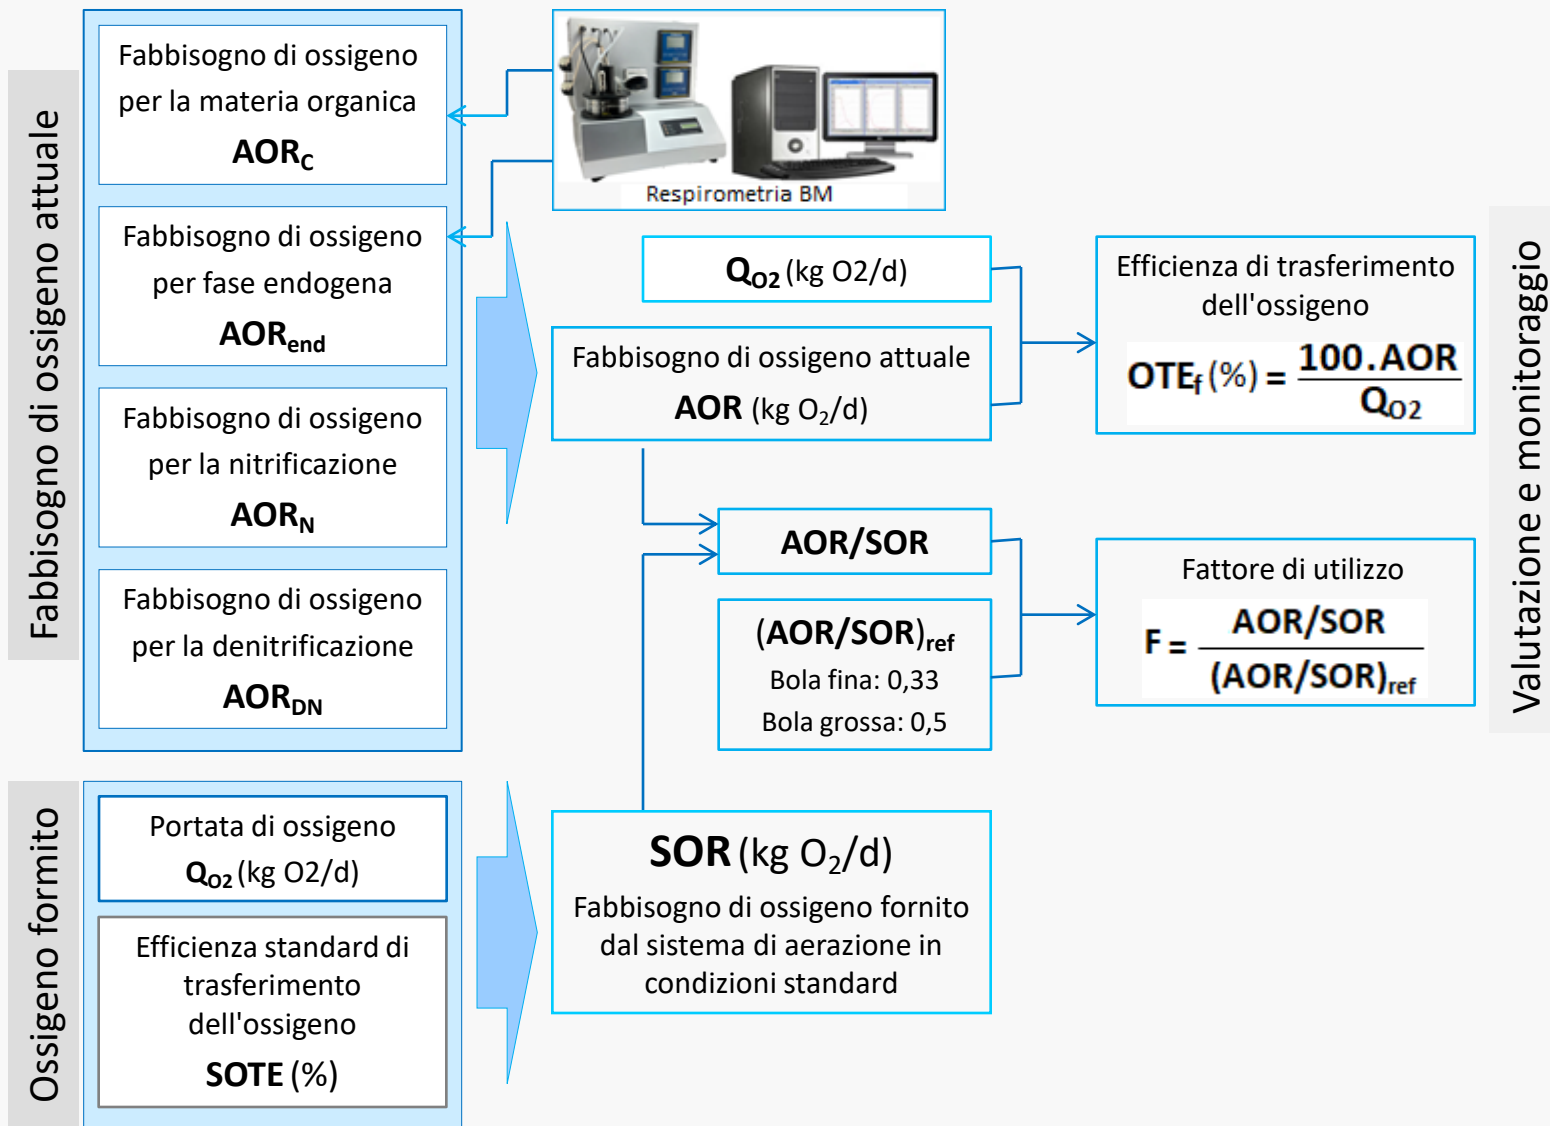 Fabbisogno di ossigeno attuale
Fabbisogno di ossigeno
per la materia organica
AORC
Fabbisogno di ossigeno
per fase endogena
AORend
Fabbisogno di ossigeno
per la nitrificazione
AORN
Fabbisogno di ossigeno
per la denitrificazione
AORDN
Respirometria BM
QO2 (kg O2/d)
Fabbisogno di ossigeno attuale
AOR (kg O2/d)
Efficienza di trasferimento
dell'ossigeno
OTEf (%) = 100.AOR
QO2
AOR/SOR
(AOR/SOR)ref
Bola fina: 0,33
Bola grossa: 0,5
Fattore di utilizzo
F = AOR/SOR
(AOR/SOR)ref
Valutazione e monitoraggio
Ossigeno formito
Portata di ossigeno
QO2 (kg O2/d)
Efficienza standard di
trasferimento
dell'ossigeno
SOTE (%)
SOR (kg O2/d)
Fabbisogno di ossigeno fornito
dal sistema di aerazione in
condizioni standard